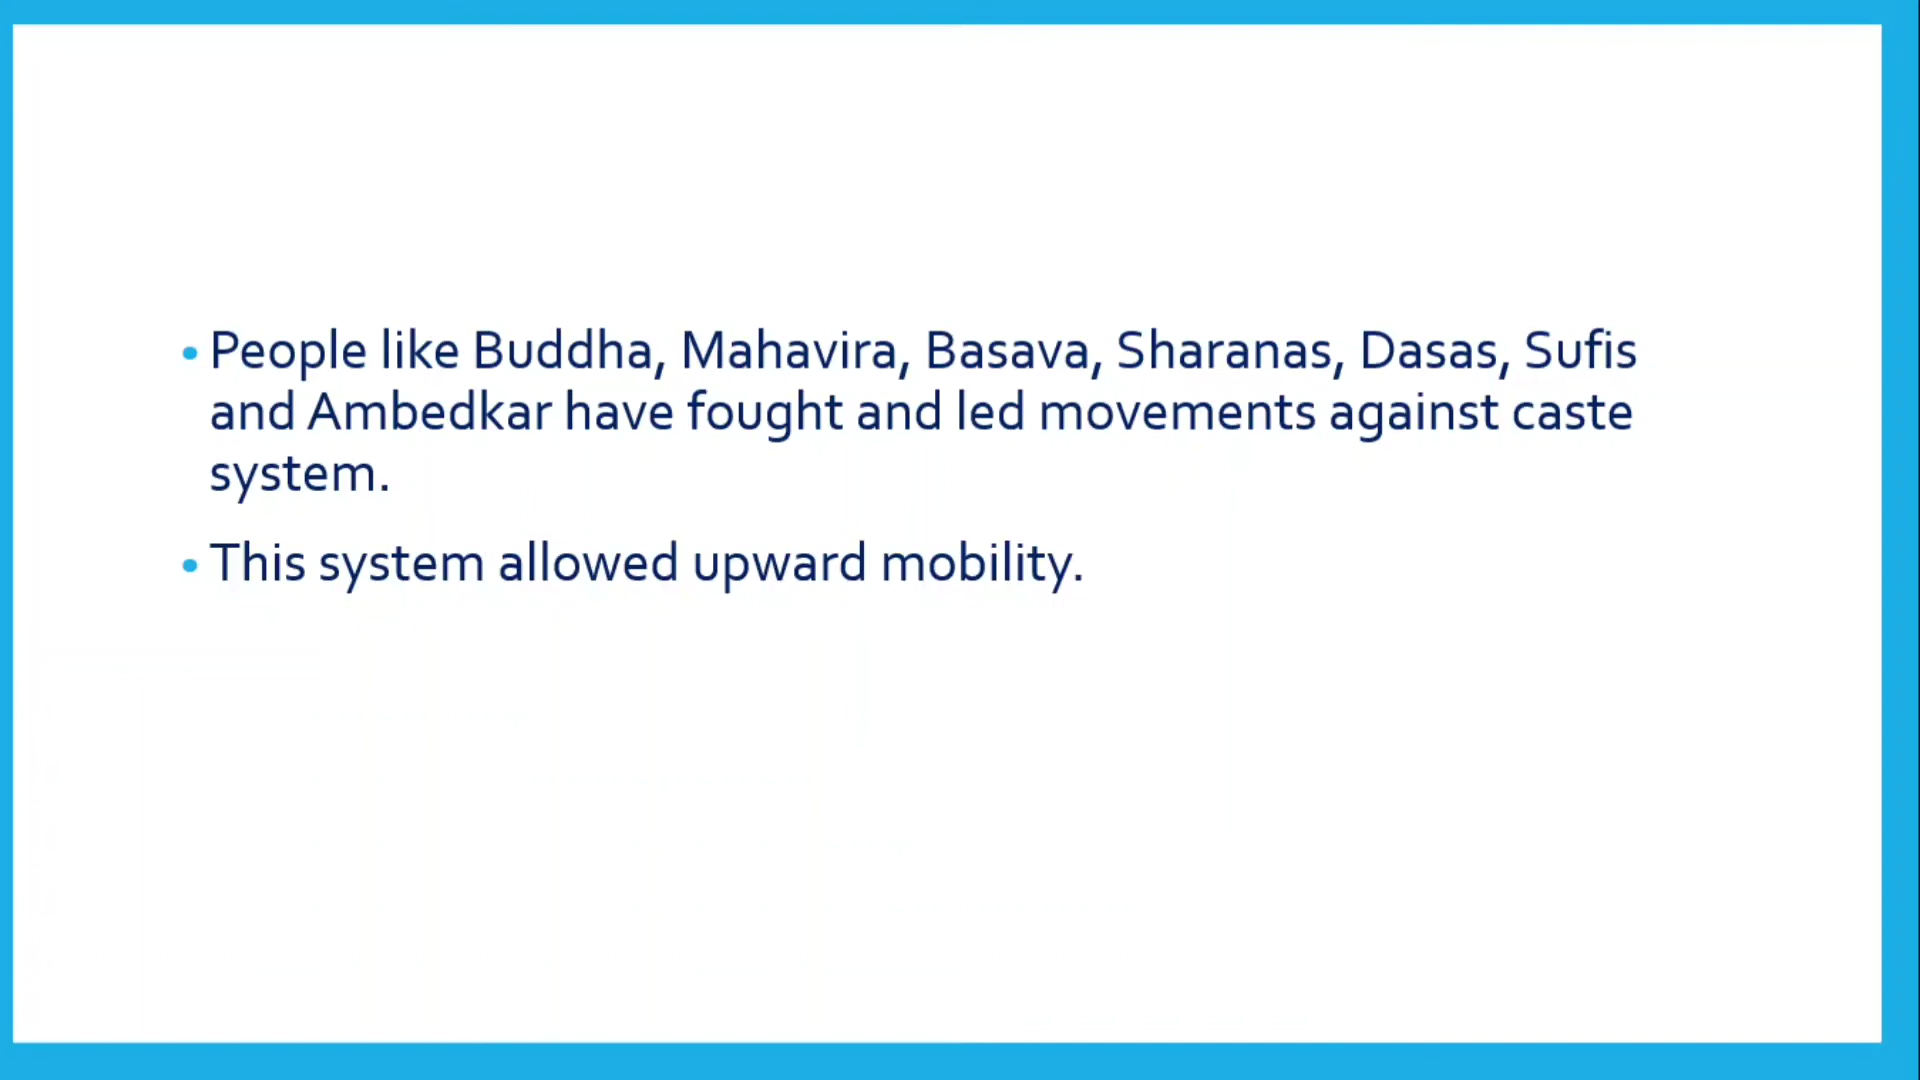 • People like Buddha, Mahavira, Basava, Sharanas, Dasas, Sufis
and Ambedkar have fought and led movements against caste
system.
• This system allowed upward mobility.